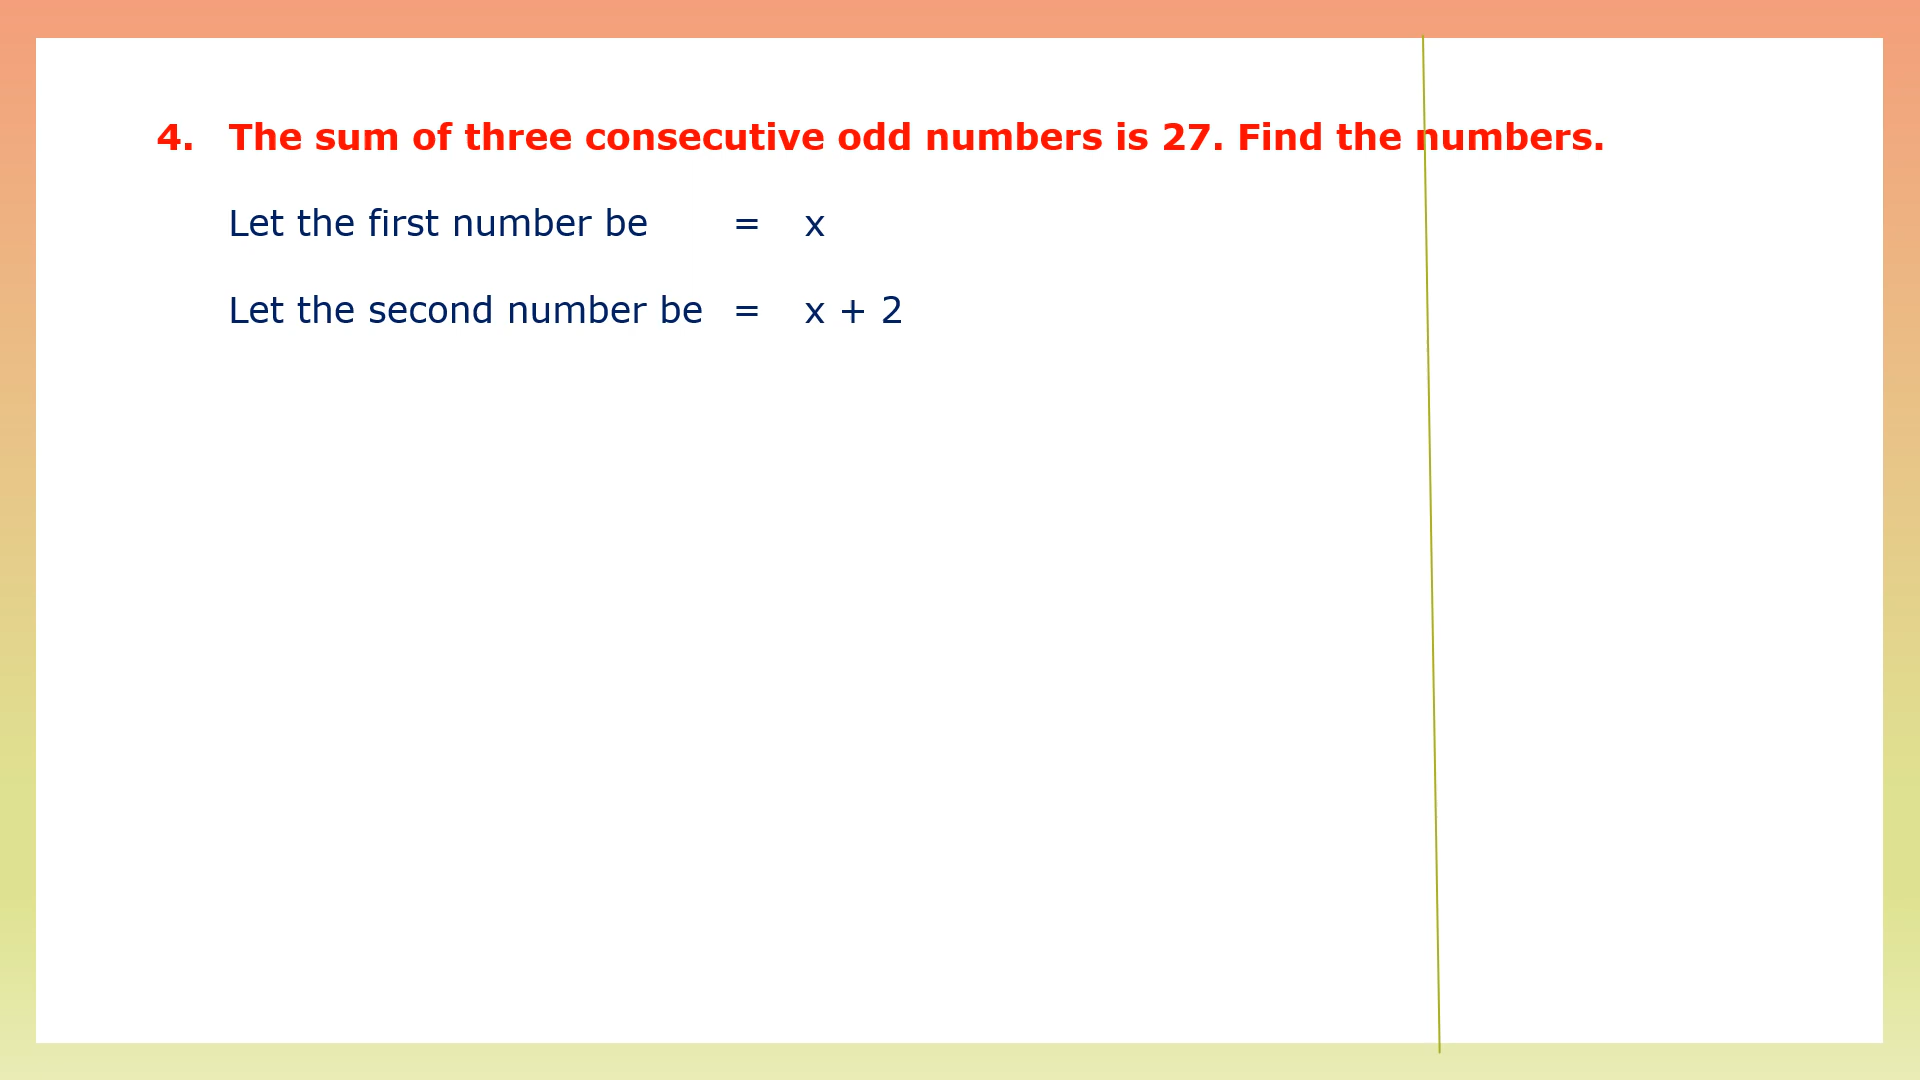 4. The sum of three consecutive odd numbers is 27. Find the numbers.
Let the first number be = x
Let the second number be = x + 2